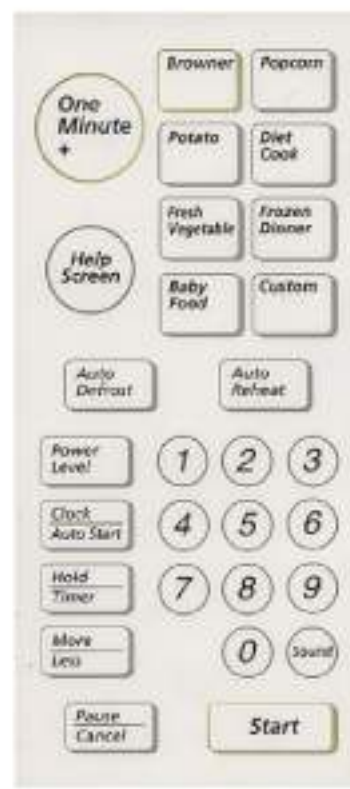 Browner Popcorn
One
Minute
+
Potato Diet
Cook
Fresh
Vegetable
Frozen
Dinner
Help
Screen
Baby
Food
Custom
Auto
Defrost
Auto
Reheat
Power
Level
1 2 3
Clock
Auto Start
4 5 6
Hold
Timer
7 8 9
More
Less
0 Sound
Pause
Cancel
Start